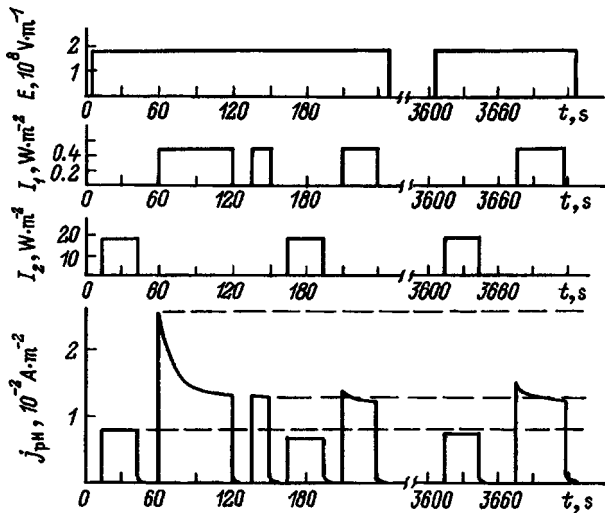 E, 10⁸ V·m⁻¹
2
1
0 60 120 180 3600 3660 t,s
I₁, W·m⁻²
0.4
0.2
0 60 120 180 3600 3660 t,s
I₂, W·m⁻²
20
10
0 60 120 180 3600 3660 t,s
j_pH, 10⁻² A·m⁻²
2
1
0 60 120 180 3600 3660 t,s